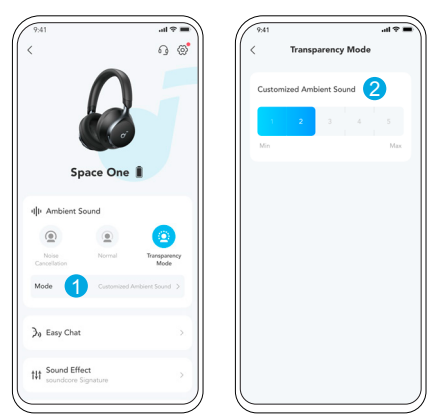 9:41
Space One
Ambient Sound
Noise
Cancellation
Normal
Transparency
Mode
Mode
1
Customized Ambient Sound >
Easy Chat >
Sound Effect
soundcore Signature >
9:41
Transparency Mode
Customized Ambient Sound
2
1 2 3 4 5
Min Max